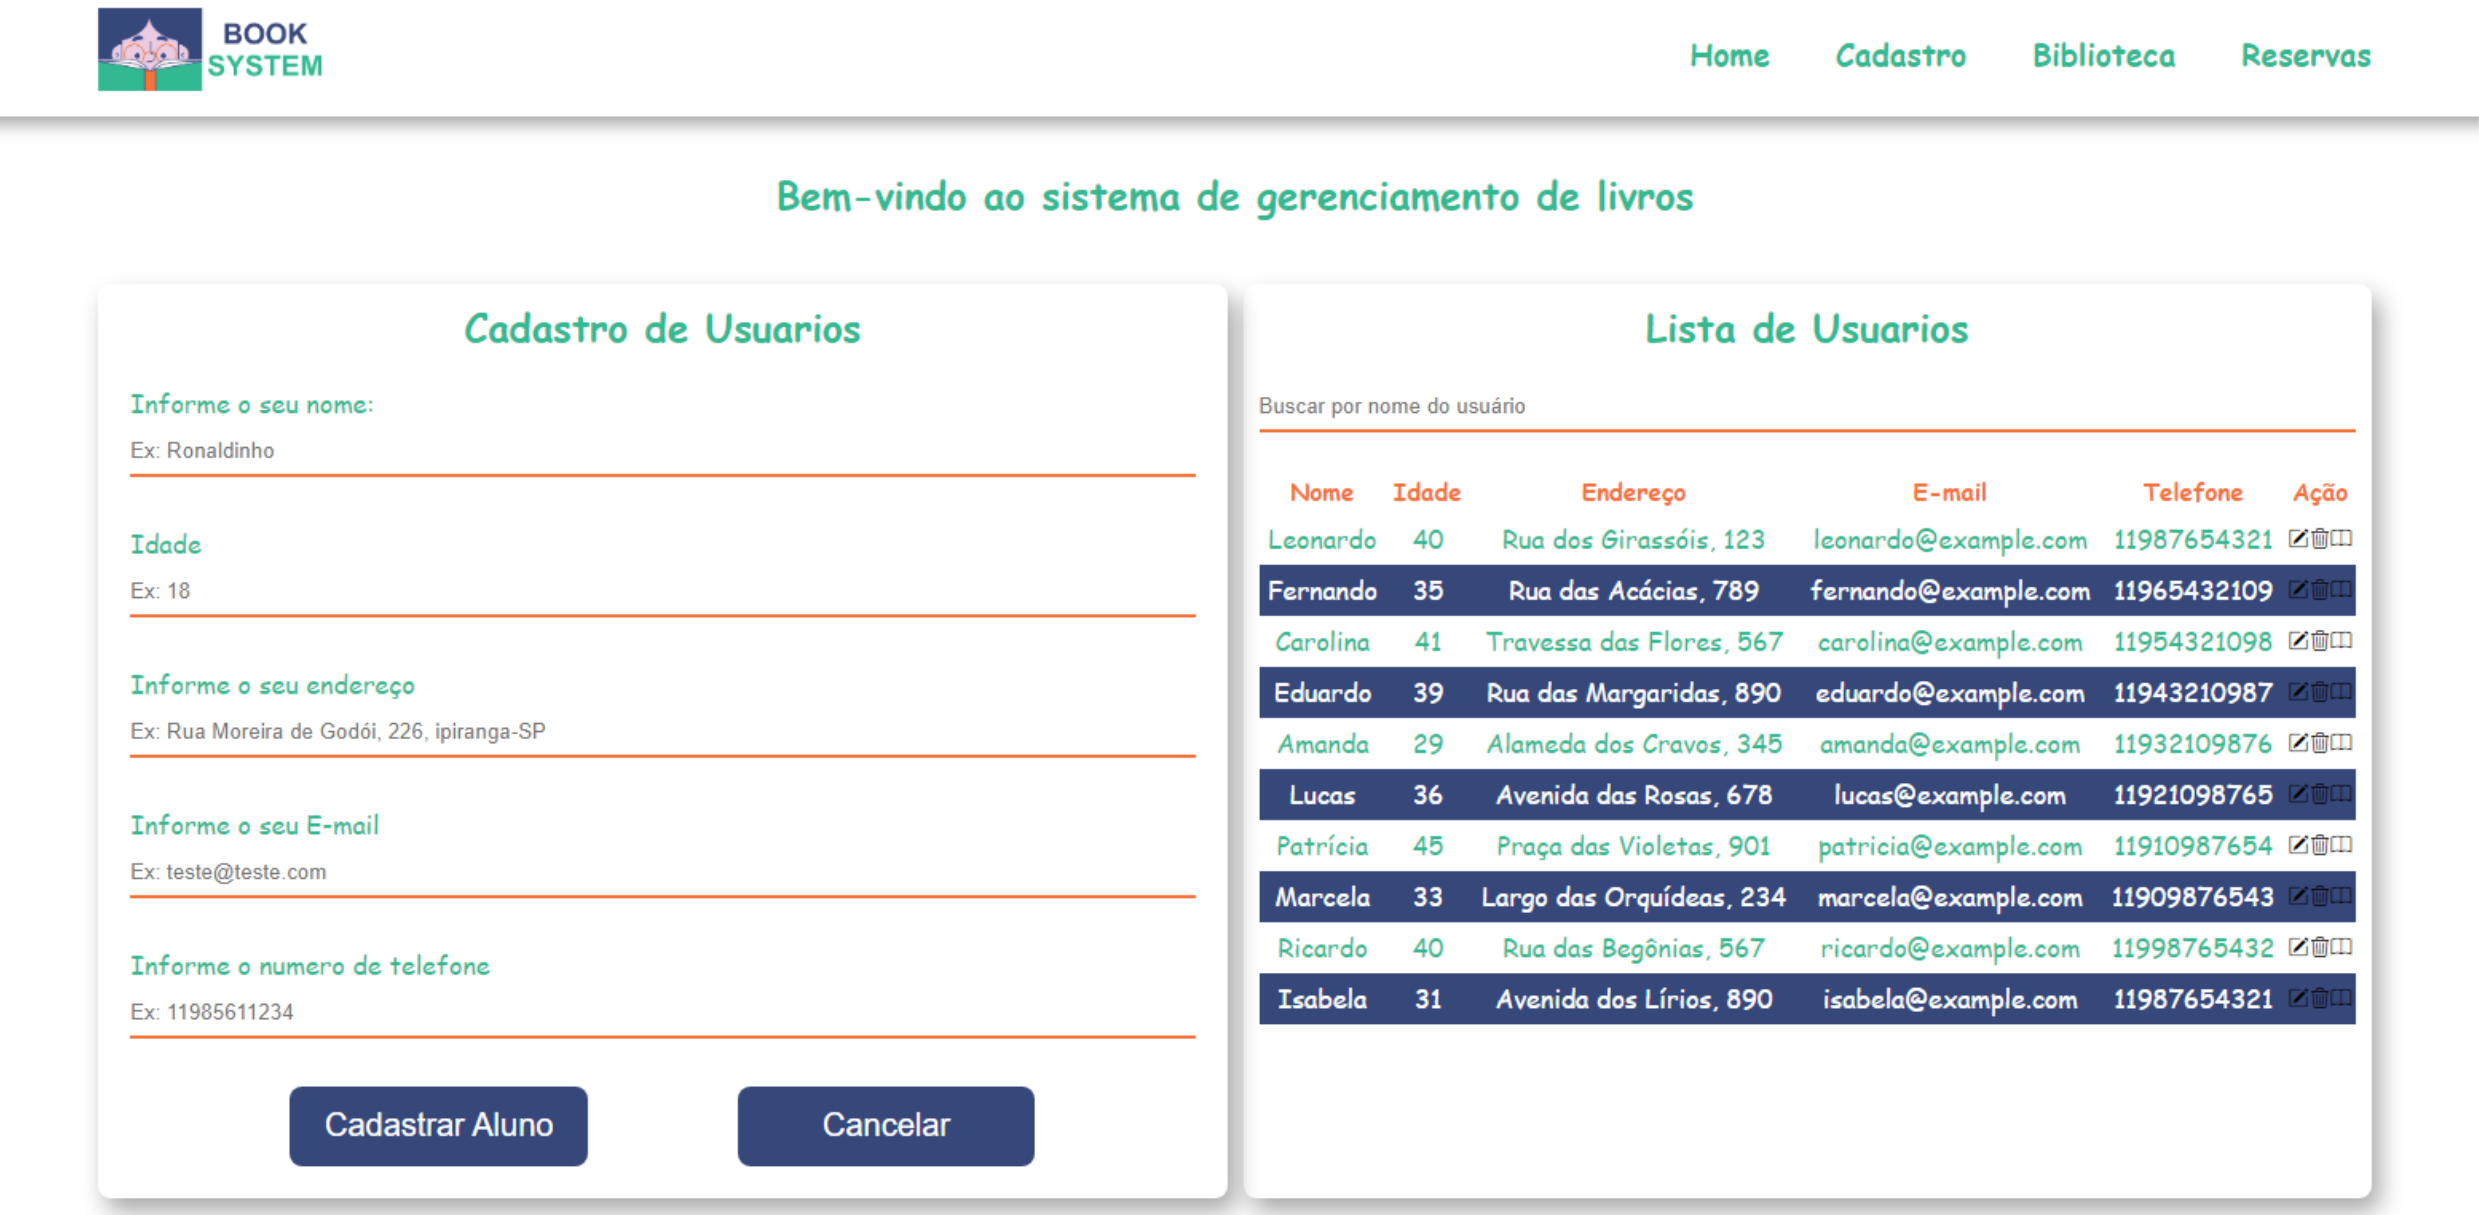 BOOK
SYSTEM
Home Cadastro Biblioteca Reservas
Bem-vindo ao sistema de gerenciamento de livros
Cadastro de Usuarios
Informe o seu nome:
Ex: Ronaldinho
Idade
Ex: 18
Informe o seu endereço
Ex: Rua Moreira de Godói, 226, ipiranga-SP
Informe o seu E-mail
Ex: teste@teste.com
Informe o numero de telefone
Ex: 11985611234
Cadastrar Aluno Cancelar
Lista de Usuarios
Buscar por nome do usuário
Nome Idade Endereço E-mail Telefone Ação
Leonardo 40 Rua dos Girassóis, 123 leonardo@example.com 11987654321
Fernando 35 Rua das Acácias, 789 fernando@example.com 11965432109
Carolina 41 Travessa das Flores, 567 carolina@example.com 11954321098
Eduardo 39 Rua das Margaridas, 890 eduardo@example.com 11943210987
Amanda 29 Alameda dos Cravos, 345 amanda@example.com 11932109876
Lucas 36 Avenida das Rosas, 678 lucas@example.com 11921098765
Patrícia 45 Praça das Violetas, 901 patricia@example.com 11910987654
Marcela 33 Largo das Orquídeas, 234 marcela@example.com 11909876543
Ricardo 40 Rua das Begônias, 567 ricardo@example.com 11998765432
Isabela 31 Avenida dos Lírios, 890 isabela@example.com 11987654321